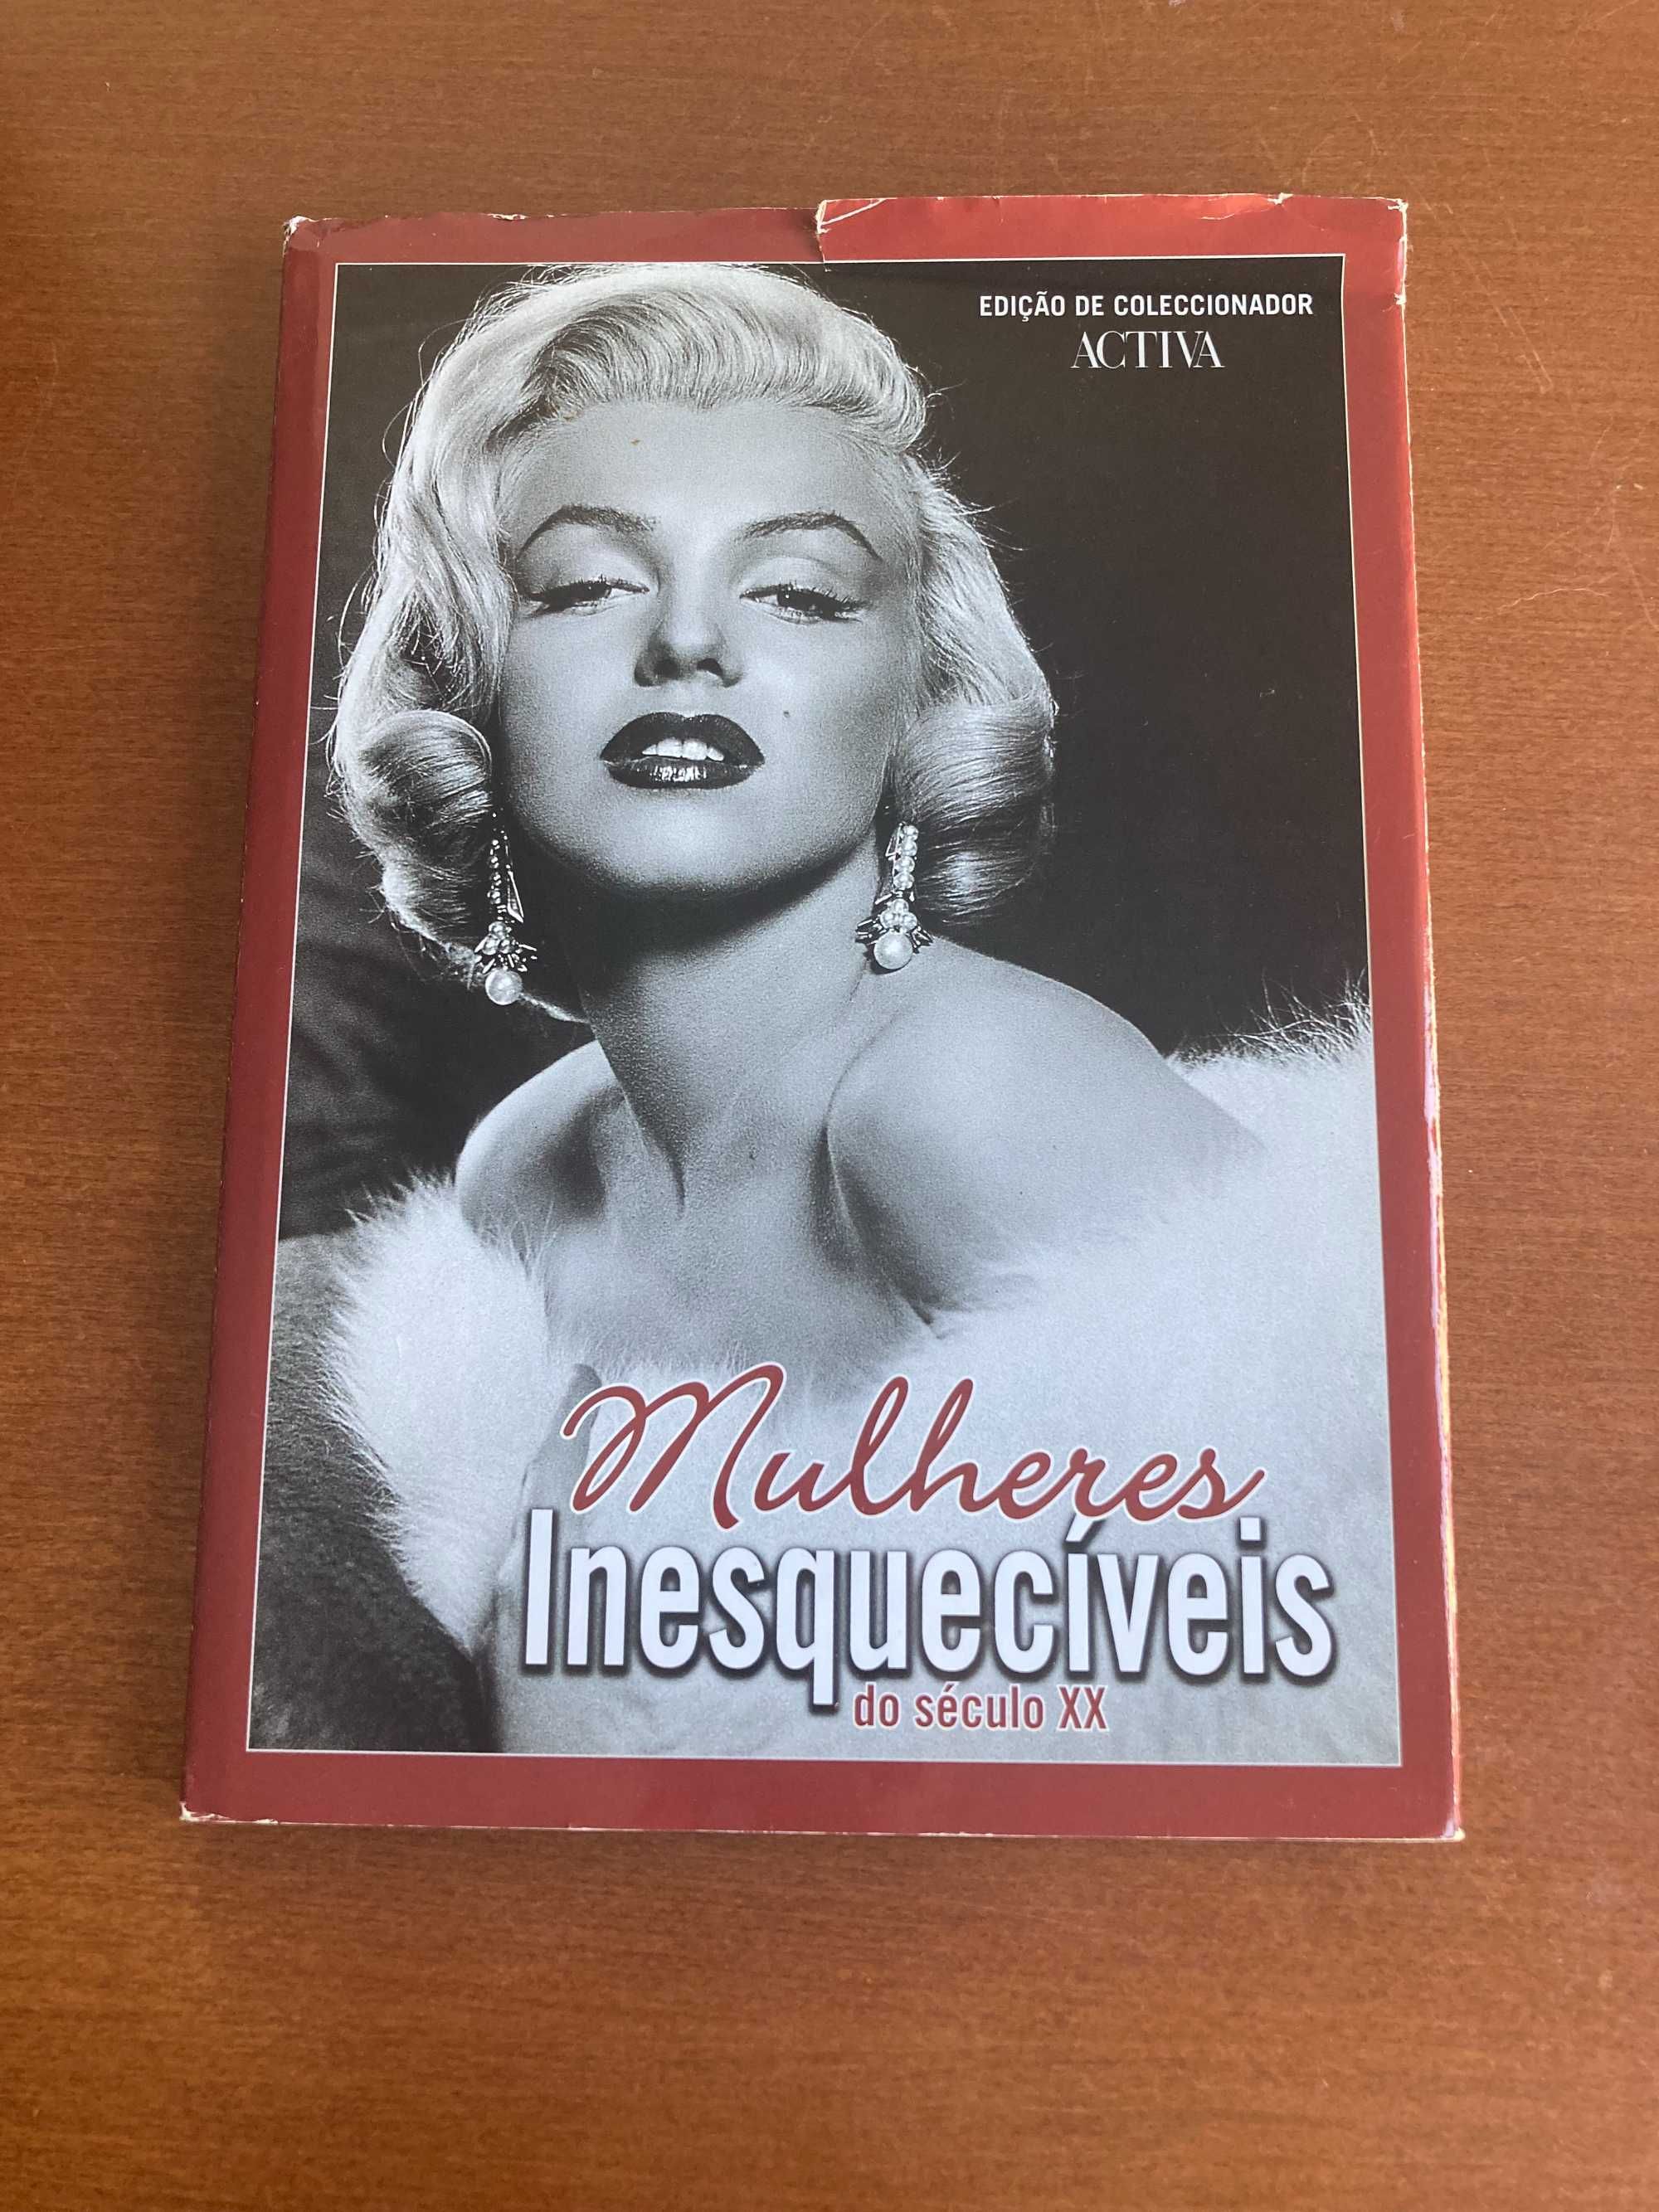 EDIÇÃO DE COLECCIONADOR
ACTIVA
Mulheres
Inesquecíveis
do século XX